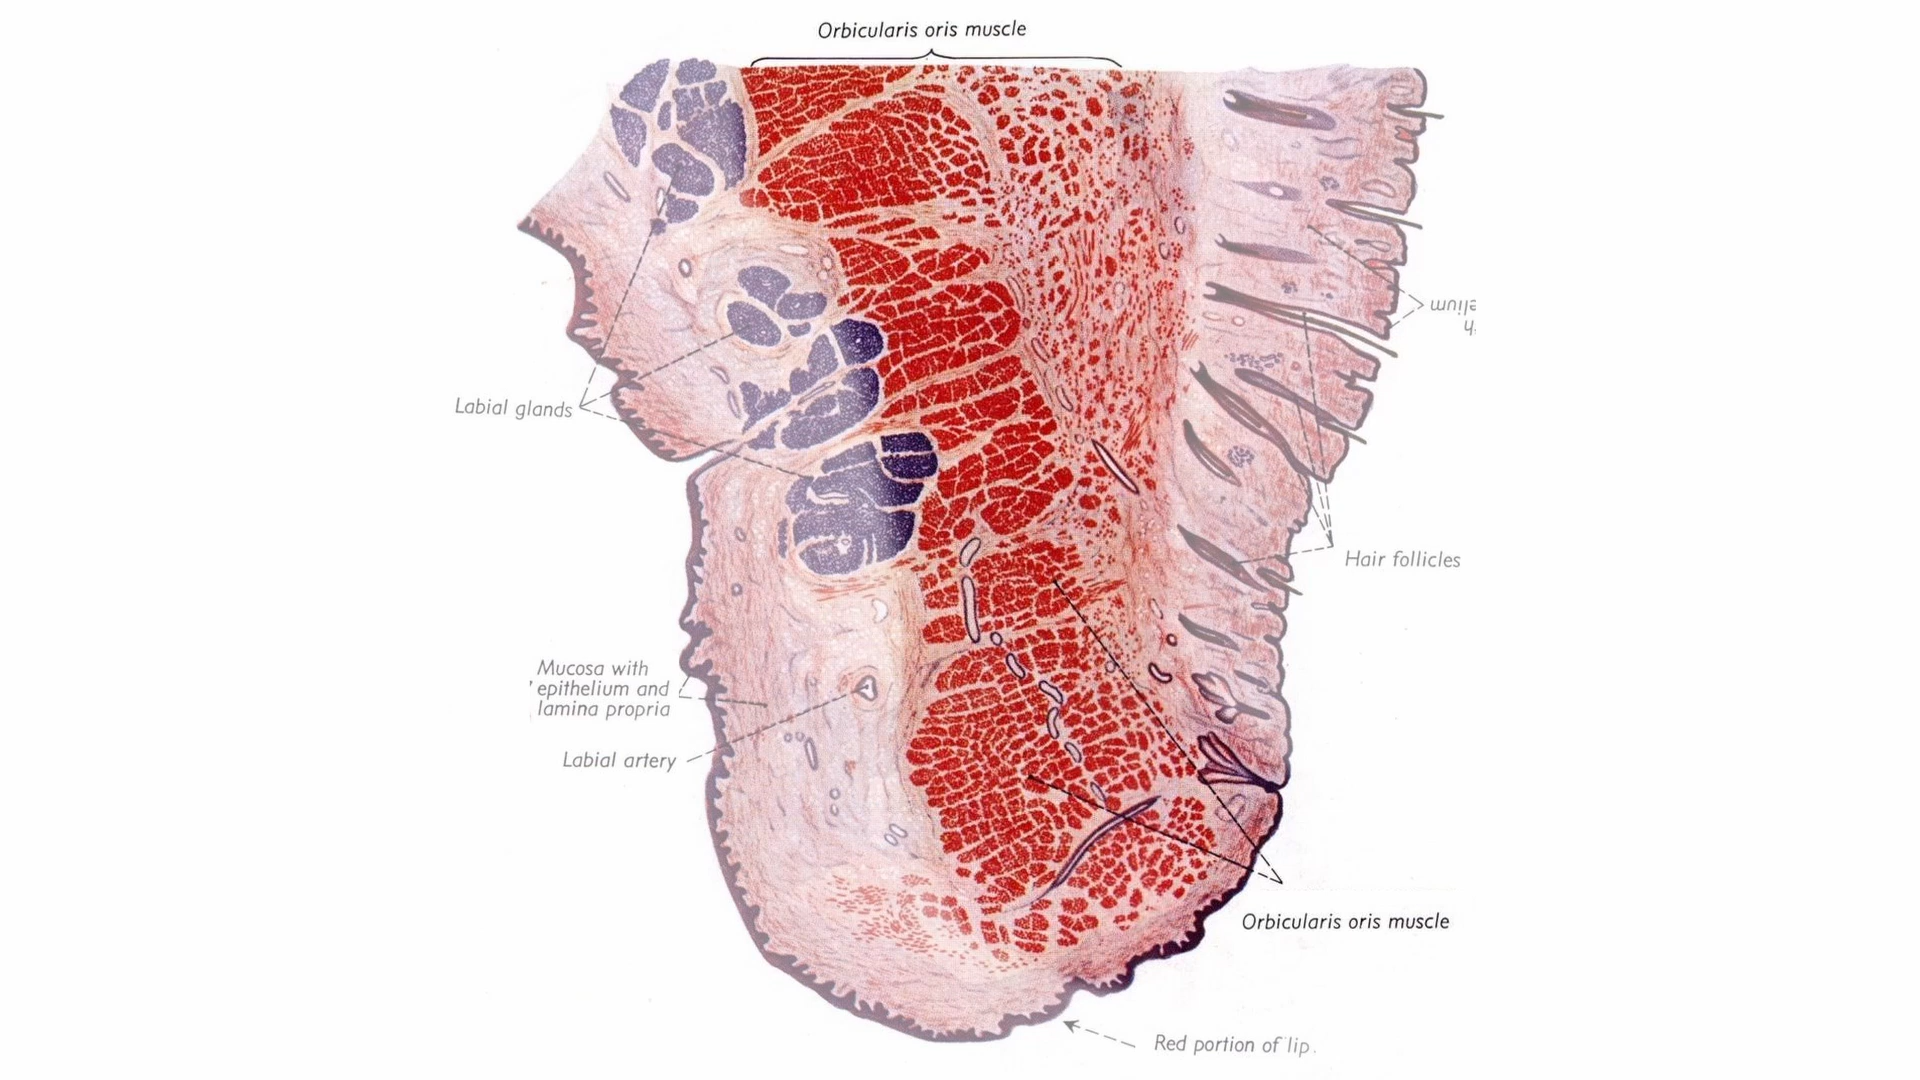 Orbicularis oris muscle
Labial glands
Hair follicles
Mucosa with
epithelium and
lamina propria
Labial artery
Orbicularis oris muscle
Red portion of lip.